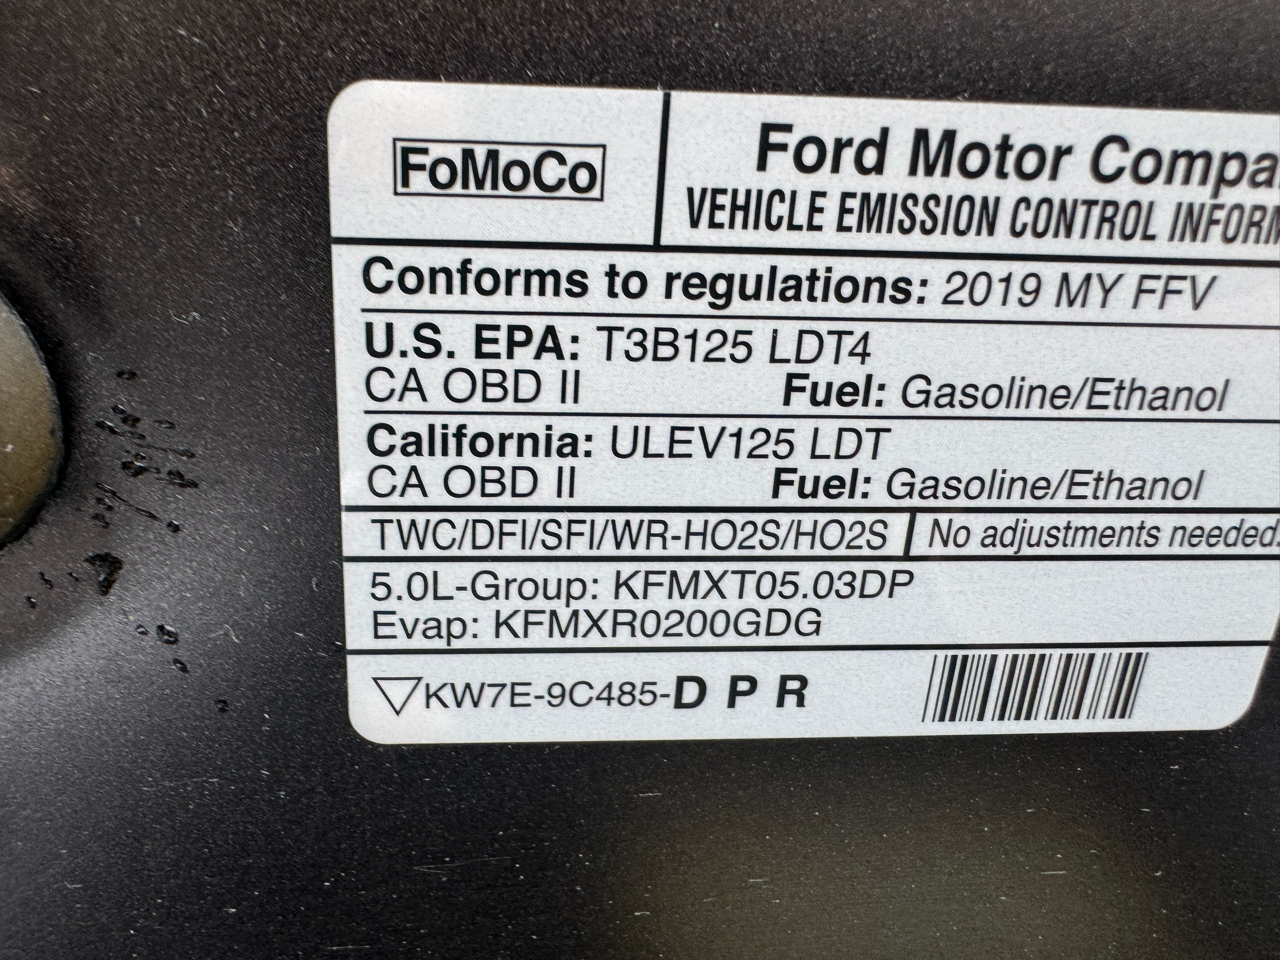 FoMoCo
Ford Motor
VEHICLE EMISSION CONTROL
Conforms to regulations: 2019 MY FFV
U.S. EPA: T3B125 LDT4
CA OBD II Fuel: Gasoline/Ethanol
California: ULEV125 LDT
CA OBD II Fuel: Gasoline/Ethanol
TWC/DFI/SFI/WR-HO2S/HO2S No adjustments needed.
5.0L-Group: KFMXT05.03DP
Evap: KFMXR0200GDG
KW7E-9C485-D P R